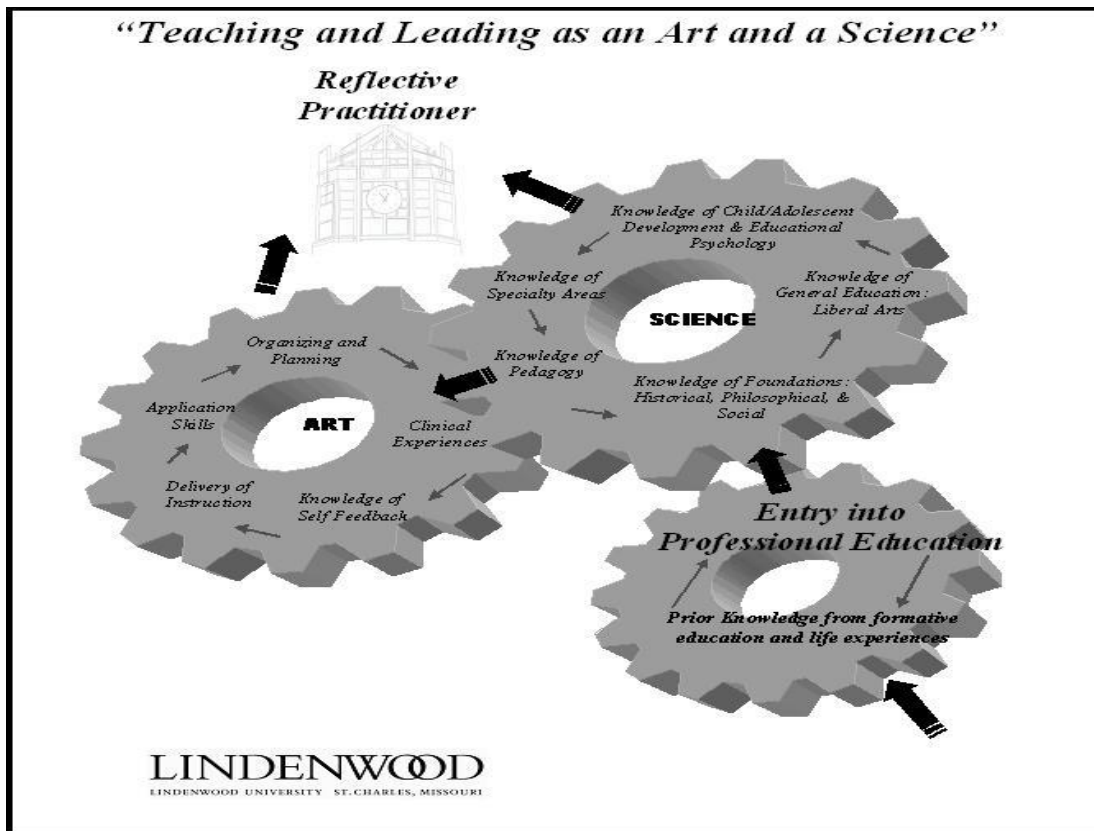 “Teaching and Leading as an Art and a Science”
Reflective
Practitioner
Knowledge of Child/Adolescent
Development & Educational
Psychology
Knowledge of
Specialty Areas
Knowledge of
General Education:
Liberal Arts
SCIENCE
Knowledge of
Pedagogy
Knowledge of Foundations:
Historical, Philosophical, &
Social
Organizing and
Planning
Application
Skills
ART
Clinical
Experiences
Delivery of
Instruction
Knowledge of
Self Feedback
Entry into
Professional Education
Prior Knowledge from formative
education and life experiences
LINDENWOOD
LINDENWOOD UNIVERSITY ST. CHARLES, MISSOURI